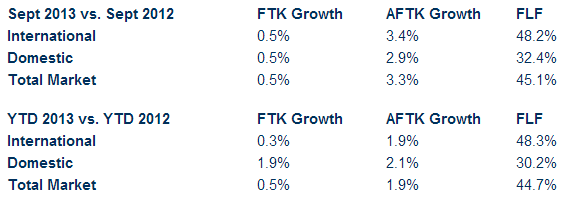 Sept 2013 vs. Sept 2012 FTK Growth AFTK Growth FLF
International 0.5% 3.4% 48.2%
Domestic 0.5% 2.9% 32.4%
Total Market 0.5% 3.3% 45.1%
YTD 2013 vs. YTD 2012 FTK Growth AFTK Growth FLF
International 0.3% 1.9% 48.3%
Domestic 1.9% 2.1% 30.2%
Total Market 0.5% 1.9% 44.7%